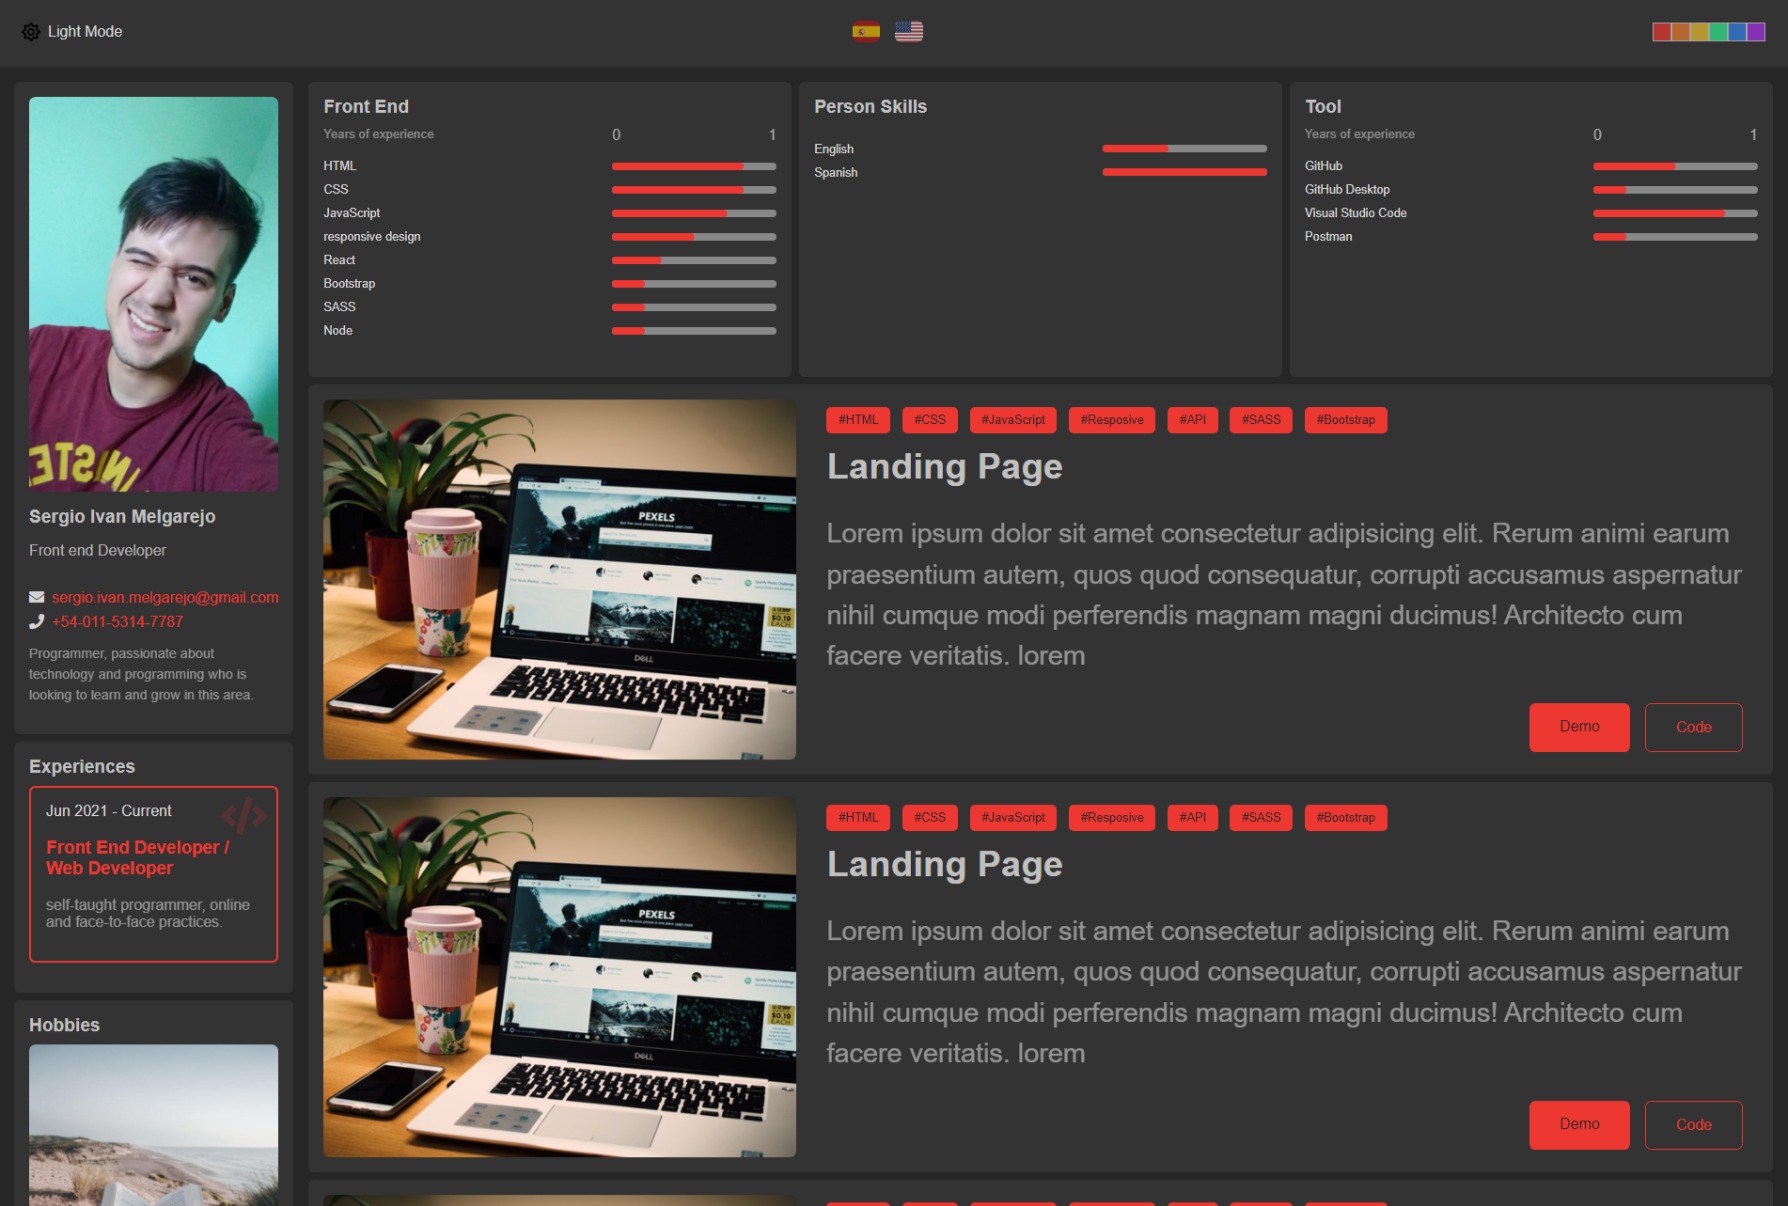 Light Mode
Front End
Years of experience 0 1
HTML
CSS
JavaScript
responsive design
React
Bootstrap
SASS
Node
Person Skills
English
Spanish
Tool
Years of experience 0 1
GitHub
GitHub Desktop
Visual Studio Code
Postman
Sergio Ivan Melgarejo
Front end Developer
sergio.ivan.melgarejo@gmail.com
+54-011-5314-7787
Programmer, passionate about
technology and programming who is
looking to learn and grow in this area.
Experiences
Jun 2021 - Current
</>
Front End Developer /
Web Developer
self-taught programmer, online
and face-to-face practices.
Hobbies
PEXELS
DELL
#HTML #CSS #JavaScript #Resposive #API #SASS #Bootstrap
Landing Page
Lorem ipsum dolor sit amet consectetur adipisicing elit. Rerum animi earum
praesentium autem, quos quod consequatur, corrupti accusamus aspernatur
nihil cumque modi perferendis magnam magni ducimus! Architecto cum
facere veritatis. lorem
Demo Code
PEXELS
DELL
#HTML #CSS #JavaScript #Resposive #API #SASS #Bootstrap
Landing Page
Lorem ipsum dolor sit amet consectetur adipisicing elit. Rerum animi earum
praesentium autem, quos quod consequatur, corrupti accusamus aspernatur
nihil cumque modi perferendis magnam magni ducimus! Architecto cum
facere veritatis. lorem
Demo Code